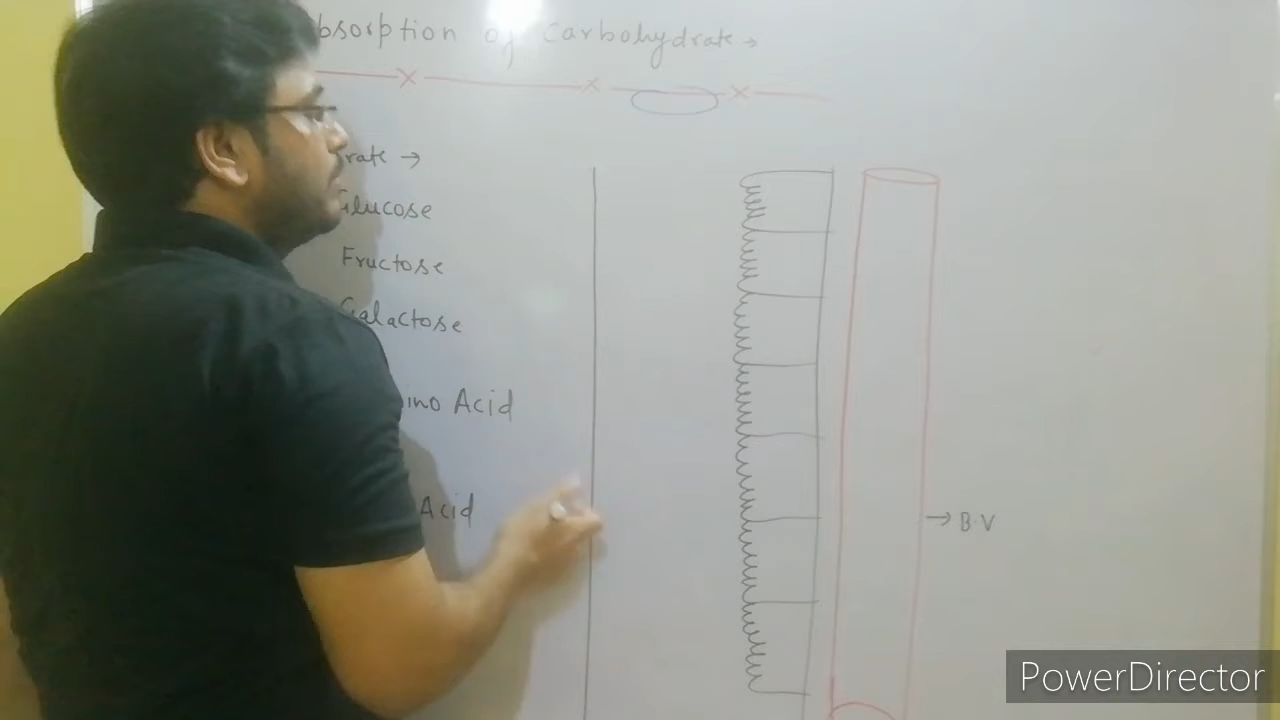 bsorption of carbohydrate →
rate →
Glucose
Fructose
Galactose
ino Acid
Acid
→ B.V
PowerDirector